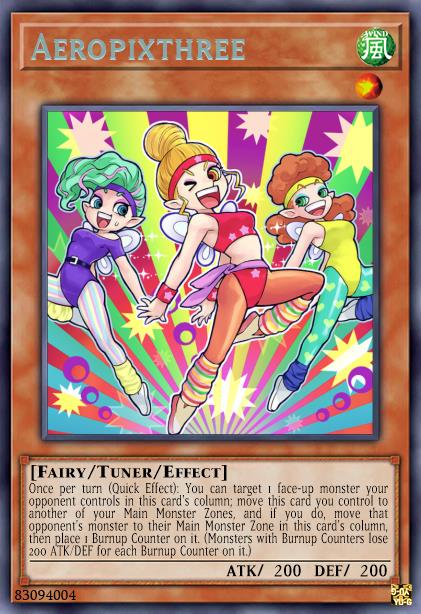 AEROPIXTHREE
WIND
風
[FAIRY/TUNER/EFFECT]
Once per turn (Quick Effect): You can target 1 face-up monster your
opponent controls in this card's column; move this card you control to
another of your Main Monster Zones, and if you do, move that
opponent's monster to their Main Monster Zone in this card's column,
then place 1 Burnup Counter on it. (Monsters with Burnup Counters lose
200 ATK/DEF for each Burnup Counter on it.)
ATK/ 200 DEF/ 200
83094004